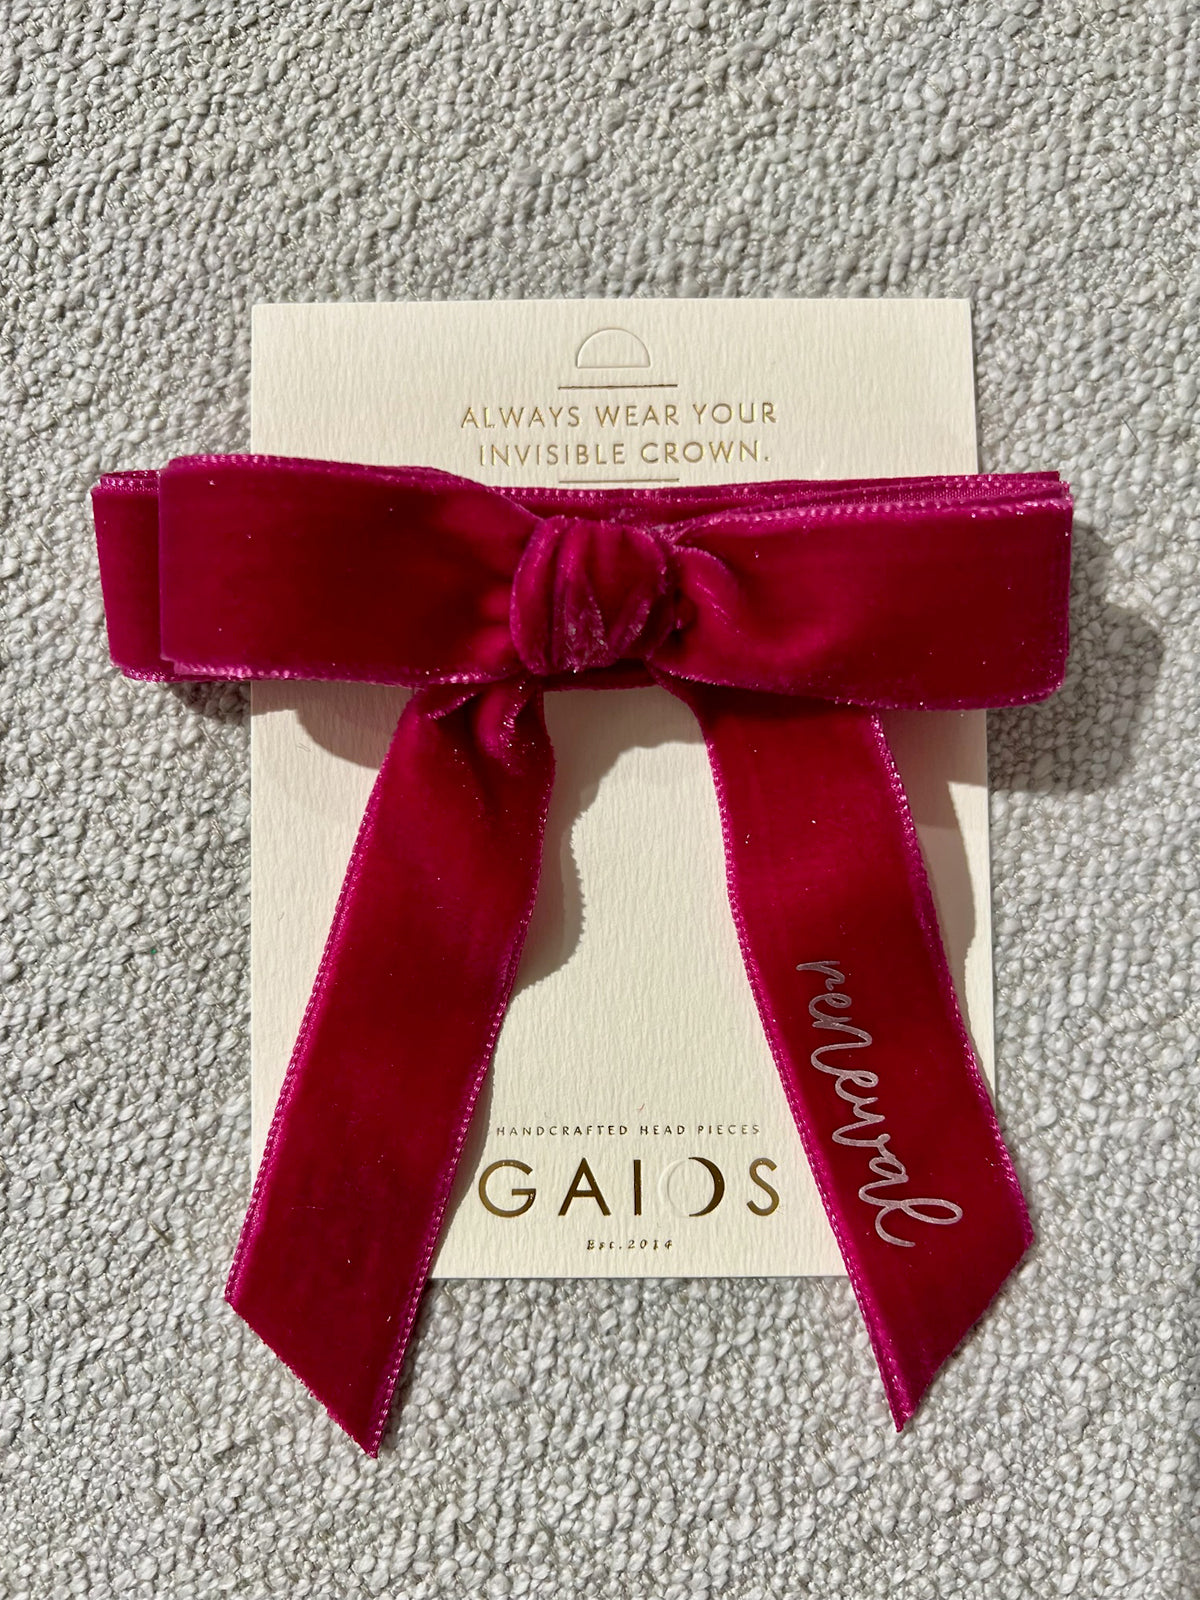 ALWAYS WEAR YOUR
INVISIBLE CROWN.
renewal
HANDCRAFTED HEAD PIECES
GAIOS
Est. 2014